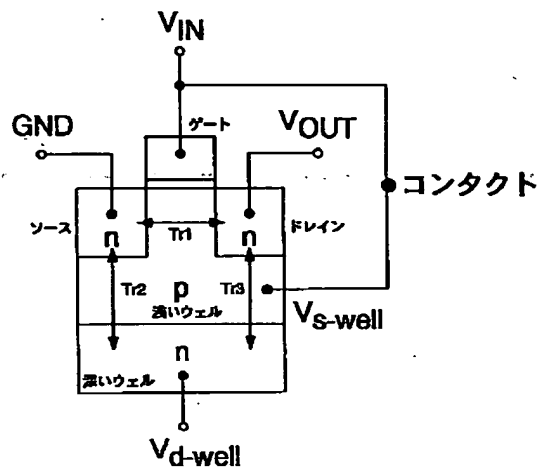 VIN
GND
ゲート
VOUT
コンタクト
ソース
n
Tr1
n
ドレイン
Tr2
p
Tr3
浅いウェル
Vs-well
n
深いウェル
Vd-well